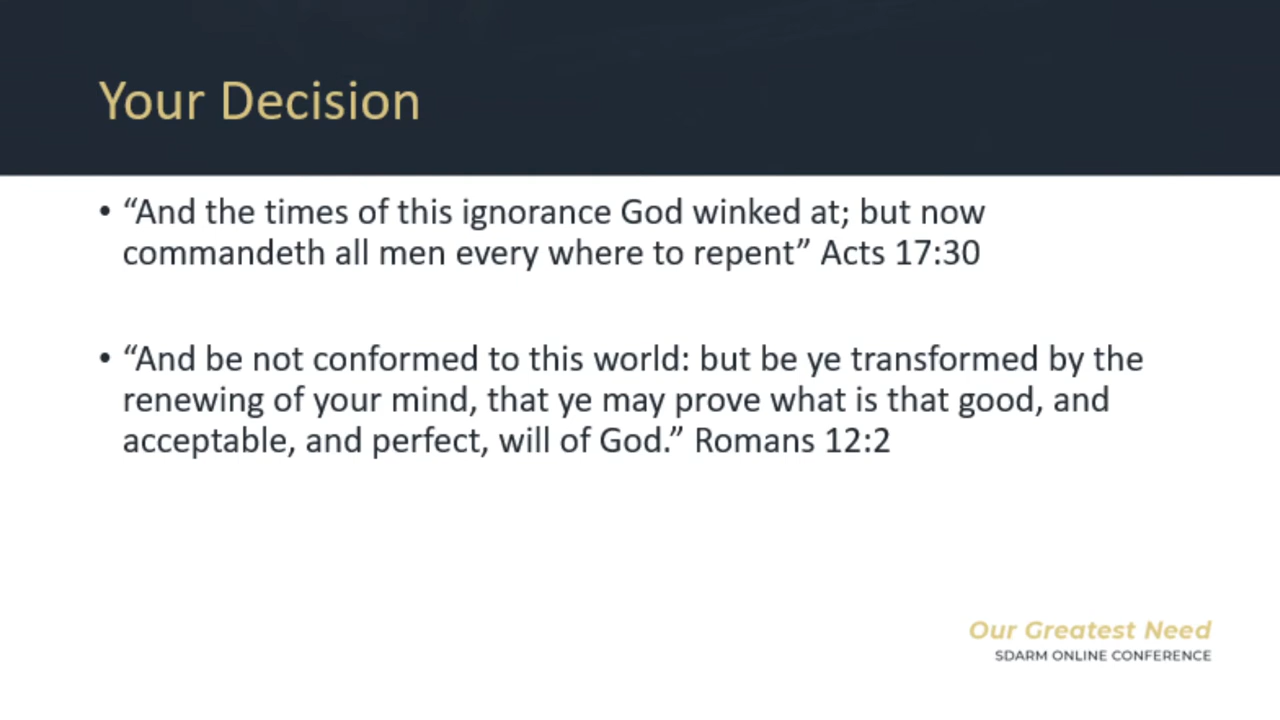 Your Decision
• “And the times of this ignorance God winked at; but now
commandeth all men every where to repent” Acts 17:30
• “And be not conformed to this world: but be ye transformed by the
renewing of your mind, that ye may prove what is that good, and
acceptable, and perfect, will of God.” Romans 12:2
Our Greatest Need
SDARM ONLINE CONFERENCE